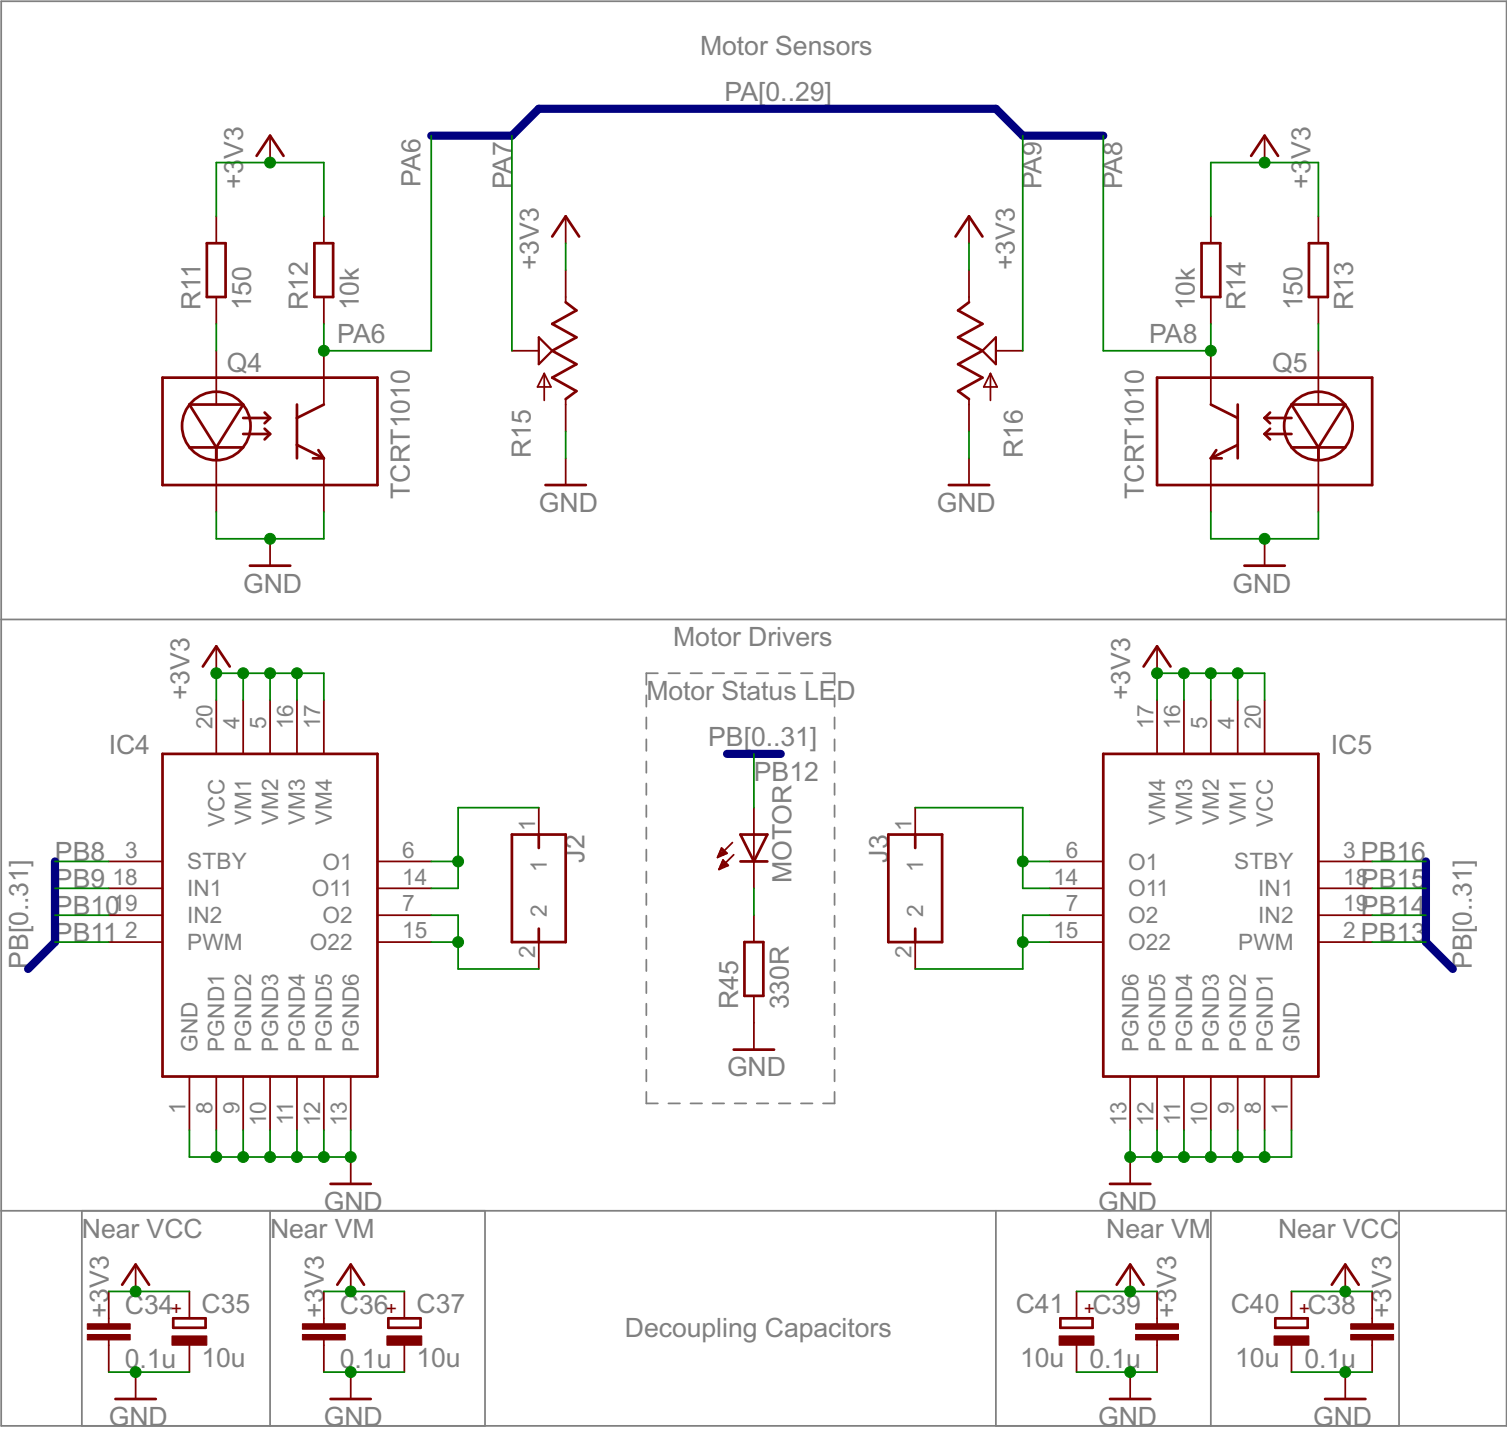 Motor Sensors
PA[0..29]
+3V3
PA6
PA7
PA9
PA8
+3V3
+3V3
+3V3
R11
150
R12
10k
10k
R14
150
R13
PA6
PA8
Q4
Q5
TCRT1010
R15
R16
TCRT1010
GND
GND
GND
GND
Motor Drivers
+3V3
Motor Status LED
+3V3
20
4
5
16
17
17
16
5
4
20
IC4
PB[0..31]
IC5
PB12
VCC
VM1
VM2
VM3
VM4
MOTOR
VM4
VM3
VM2
VM1
VCC
PB[0..31]
PB8 3 STBY O1 6
PB9 18 IN1 O11 14
PB10 19 IN2 O2 7
PB11 2 PWM O22 15
1
1
2
2
J2
J3
1
1
2
2
6 O1 STBY 3 PB16
14 O11 IN1 18 PB15
7 O2 IN2 19 PB14
15 O22 PWM 2 PB13
PB[0..31]
R45
330R
GND
GND
PGND1
PGND2
PGND3
PGND4
PGND5
PGND6
PGND6
PGND5
PGND4
PGND3
PGND2
PGND1
GND
1
8
9
10
11
12
13
13
12
11
10
9
8
1
GND
GND
Near VCC
Near VM
Near VM
Near VCC
+3V3
C34
+
C35
0.1u
10u
GND
+3V3
C36
+
C37
0.1u
10u
GND
Decoupling Capacitors
C41
+
C39
+3V3
10u
0.1u
GND
C40
+
C38
+3V3
10u
0.1u
GND